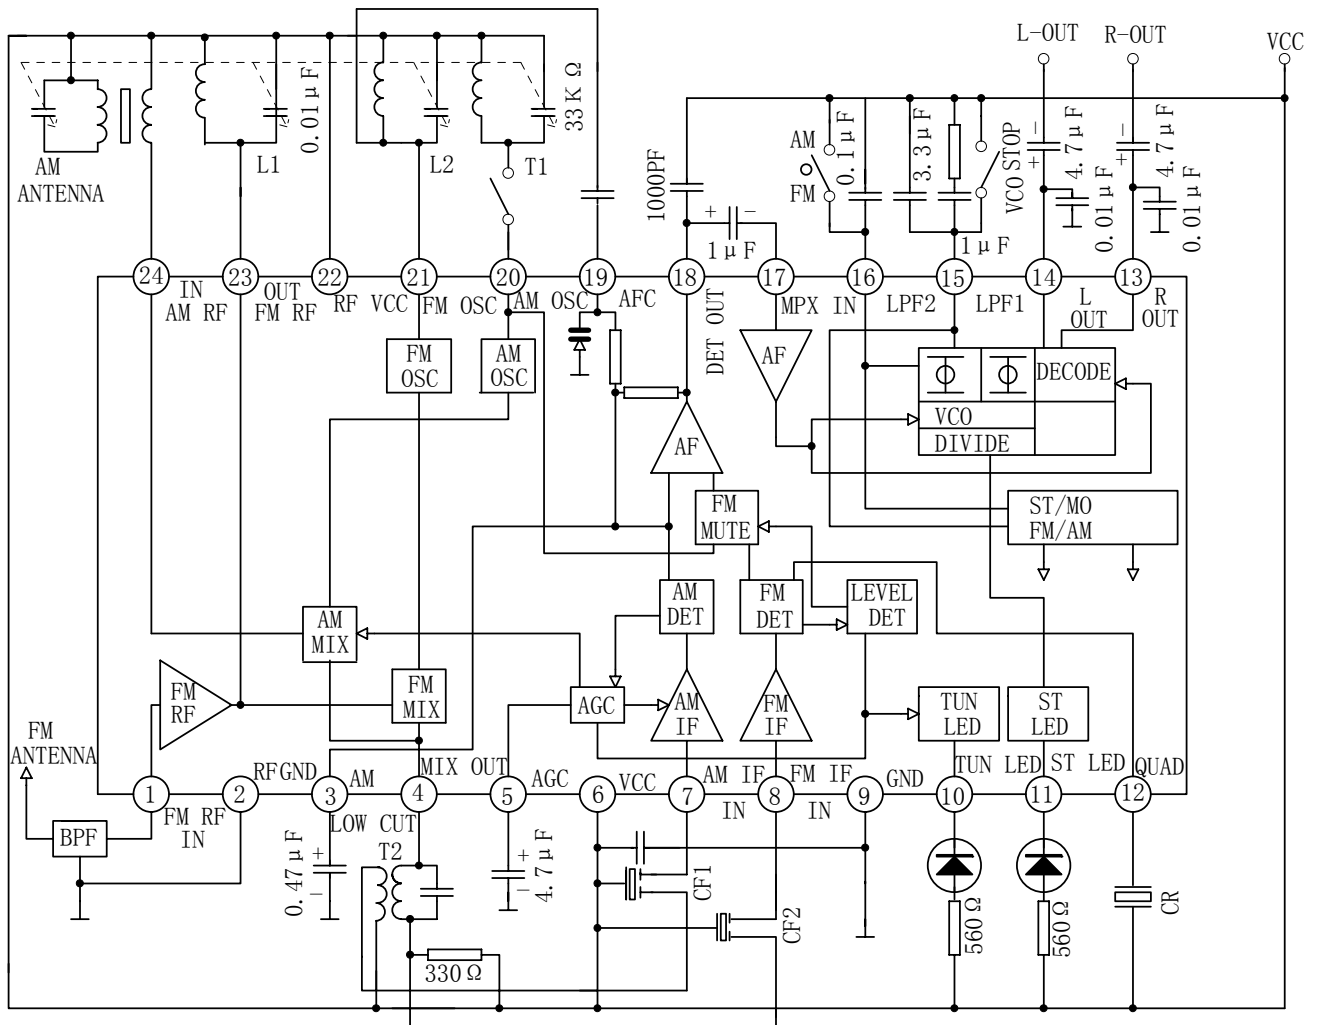 L-OUT
R-OUT
VCC
AM
ANTENNA
L1
0.01μF
L2
T1
33KΩ
1000PF
+ −
1μF
AM
FM
0.1μF
3.3μF
1μF
VCO STOP
−
+
4.7μF
0.01μF
−
+
4.7μF
0.01μF
24
23
22
21
20
19
18
17
16
15
14
13
IN
AM RF
OUT
FM RF
RF
VCC
FM
OSC
AM
OSC
AFC
DET OUT
MPX
IN
LPF2
LPF1
L
OUT
R
OUT
FM
OSC
AM
OSC
AF
AF
DECODE
VCO
DIVIDE
FM
MUTE
ST/MO
FM/AM
AM
MIX
AM
DET
FM
DET
LEVEL
DET
FM
RF
FM
MIX
AGC
AM
IF
FM
IF
TUN
LED
ST
LED
FM
ANTENNA
RF
GND
AM
MIX
OUT
AGC
VCC
AM IF
IN
FM IF
IN
GND
TUN LED
ST LED
QUAD
1
2
3
4
5
6
7
8
9
10
11
12
FM RF
IN
LOW CUT
BPF
T2
0.47μF
+
−
+
−
4.7μF
CF1
CF2
330Ω
560Ω
560Ω
CR